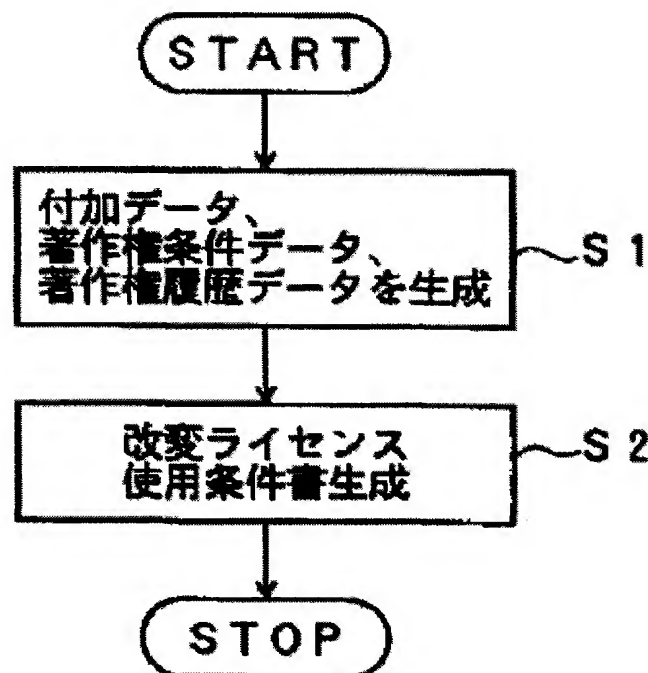 START
付加データ、
著作権条件データ、
著作権履歴データを生成
S1
改変ライセンス
使用条件書生成
S2
STOP